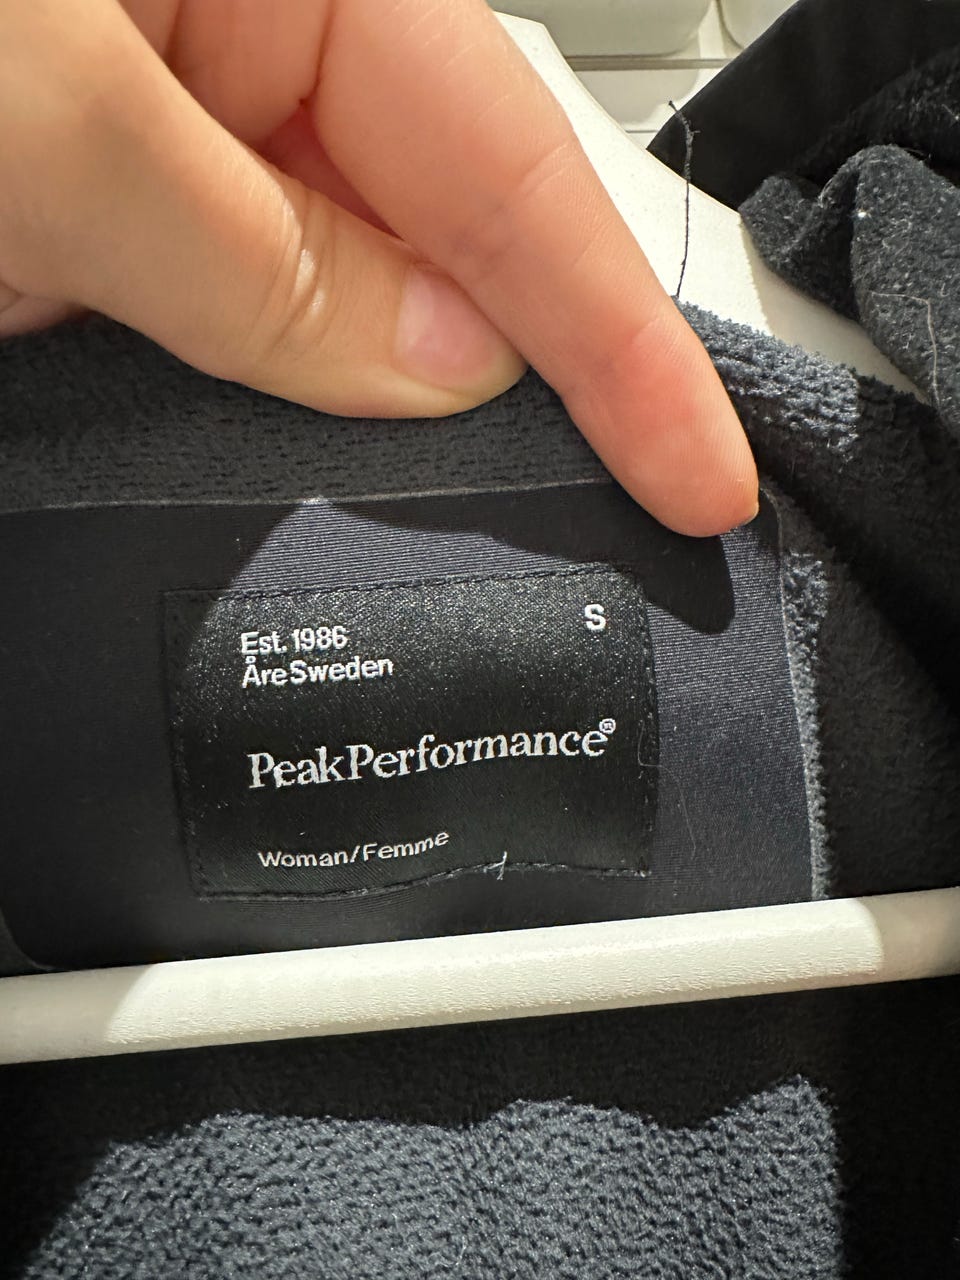 S
Est. 1986
Åre Sweden
PeakPerformance®
Woman/Femme